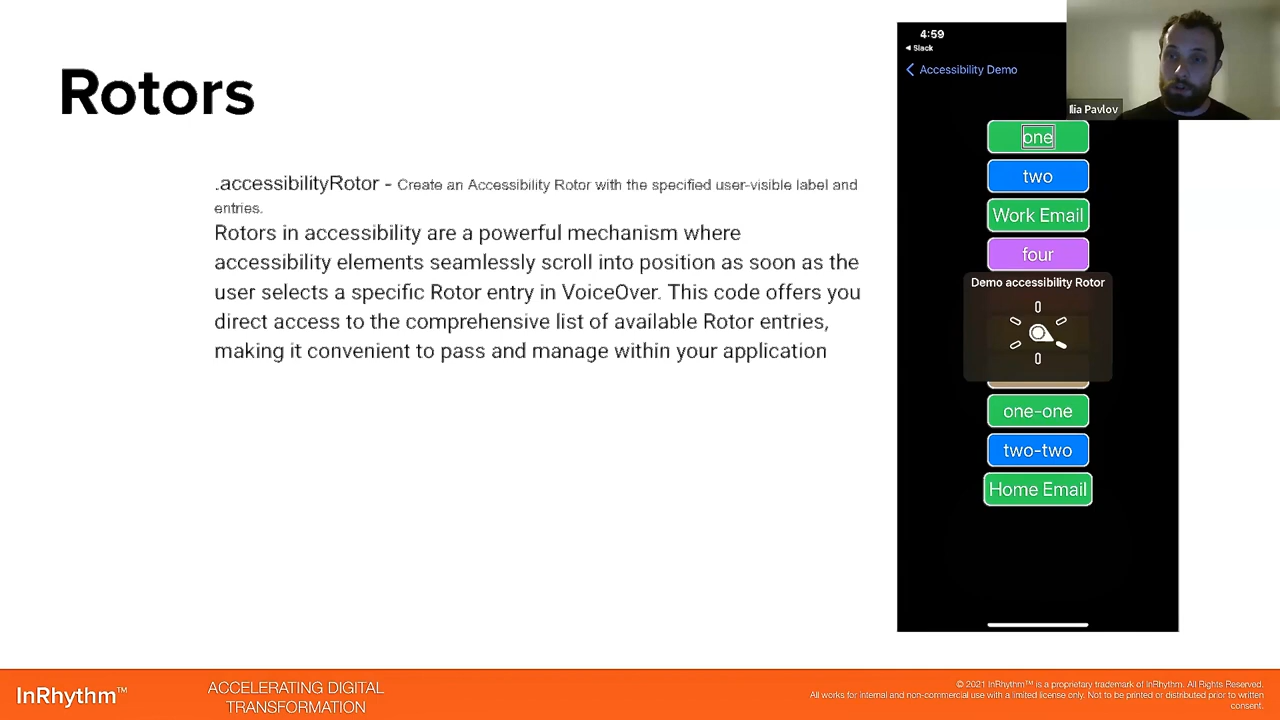 Rotors
.accessibilityRotor - Create an Accessibility Rotor with the specified user-visible label and
entries.
Rotors in accessibility are a powerful mechanism where
accessibility elements seamlessly scroll into position as soon as the
user selects a specific Rotor entry in VoiceOver. This code offers you
direct access to the comprehensive list of available Rotor entries,
making it convenient to pass and manage within your application
4:59
Slack
Accessibility Demo
Ilia Pavlov
one
two
Work Email
four
Demo accessibility Rotor
one-one
two-two
Home Email
InRhythm™
ACCELERATING DIGITAL
TRANSFORMATION
© 2021 InRhythm™ is a proprietary trademark of InRhythm. All Rights Reserved.
All works for internal and non-commercial use with a limited license only. Not to be printed or distributed prior to written
consent.